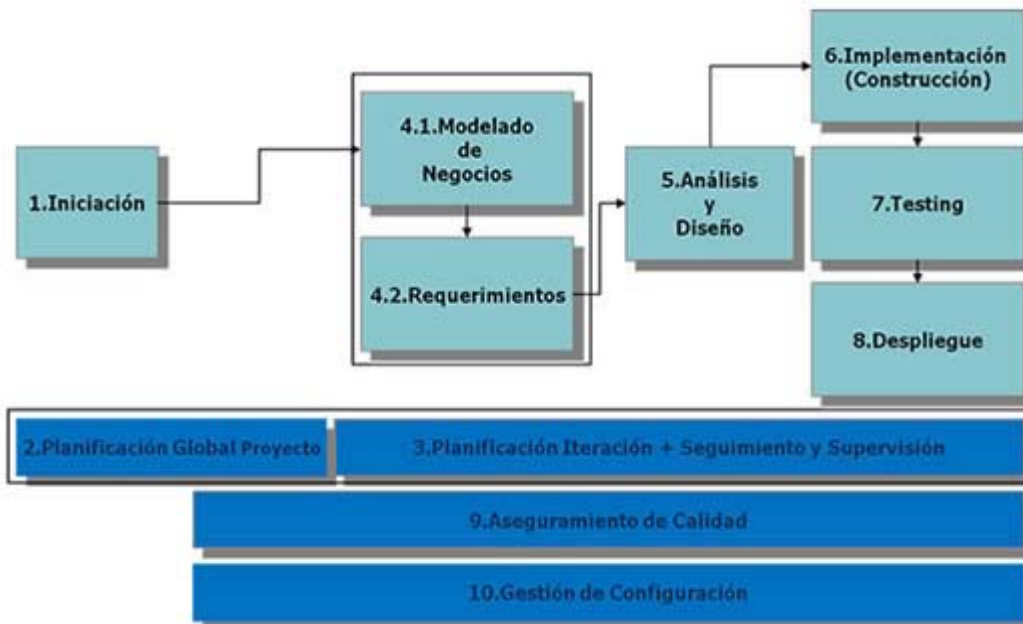 1.Iniciación
4.1.Modelado
de
Negocios
4.2.Requerimientos
5.Análisis
y
Diseño
6.Implementación
(Construcción)
7.Testing
8.Despliegue
2.Planificación Global Proyecto
3.Planificación Iteración + Seguimiento y Supervisión
9.Aseguramiento de Calidad
10.Gestión de Configuración